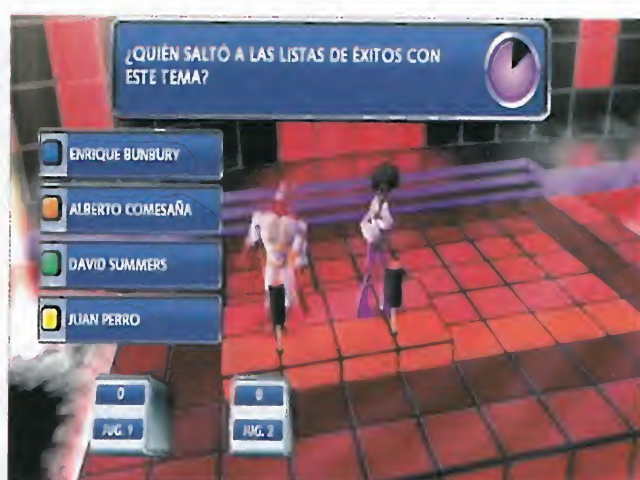 ¿QUIÉN SALTÓ A LAS LISTAS DE ÉXITOS CON
ESTE TEMA?
ENRIQUE BUNBURY
ALBERTO COMESAÑA
DAVID SUMMERS
JUAN PERRO
0
JUG. 1
0
JUG. 2